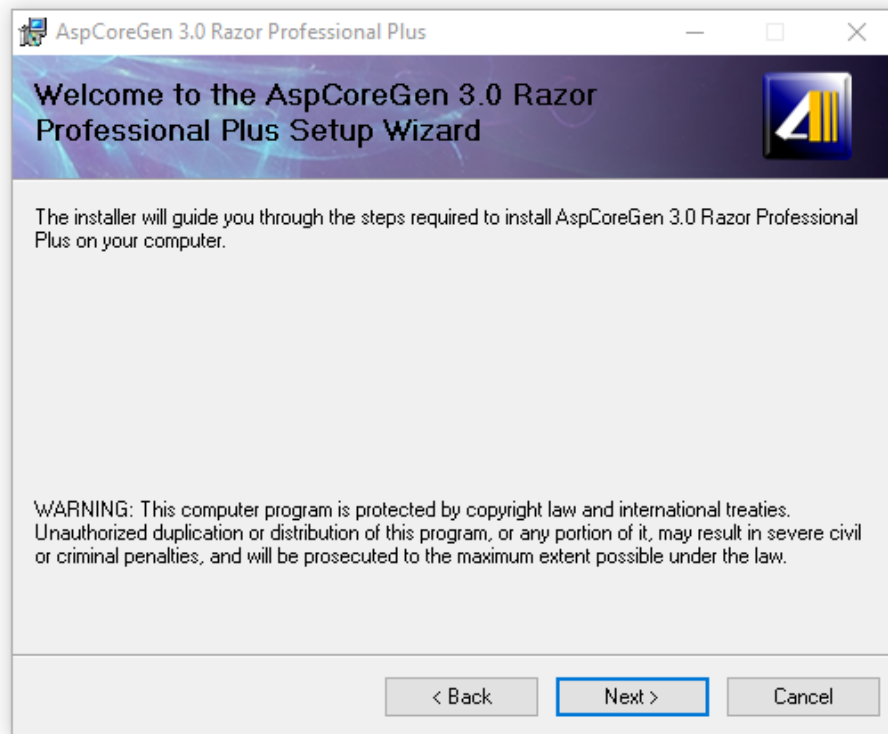 AspCoreGen 3.0 Razor Professional Plus
Welcome to the AspCoreGen 3.0 Razor
Professional Plus Setup Wizard
The installer will guide you through the steps required to install AspCoreGen 3.0 Razor Professional
Plus on your computer.
WARNING: This computer program is protected by copyright law and international treaties.
Unauthorized duplication or distribution of this program, or any portion of it, may result in severe civil
or criminal penalties, and will be prosecuted to the maximum extent possible under the law.
< Back Next > Cancel